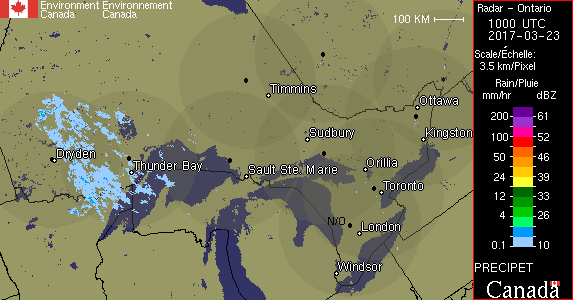 Environment Environnement
Canada Canada
100 KM
Timmins
Ottawa
Sudbury
Kingston
Dryden
Thunder Bay
Sault Ste. Marie
Orillia
Toronto
N/O
London
Windsor
Radar - Ontario
1000 UTC
2017-03-23
Scale/Échelle:
3.5 km/Pixel
Rain/Pluie
mm/hr dBZ
200 61
100 52
50 46
24 39
12 33
4 26
1 18
0.1 10
PRECIPET
Canada